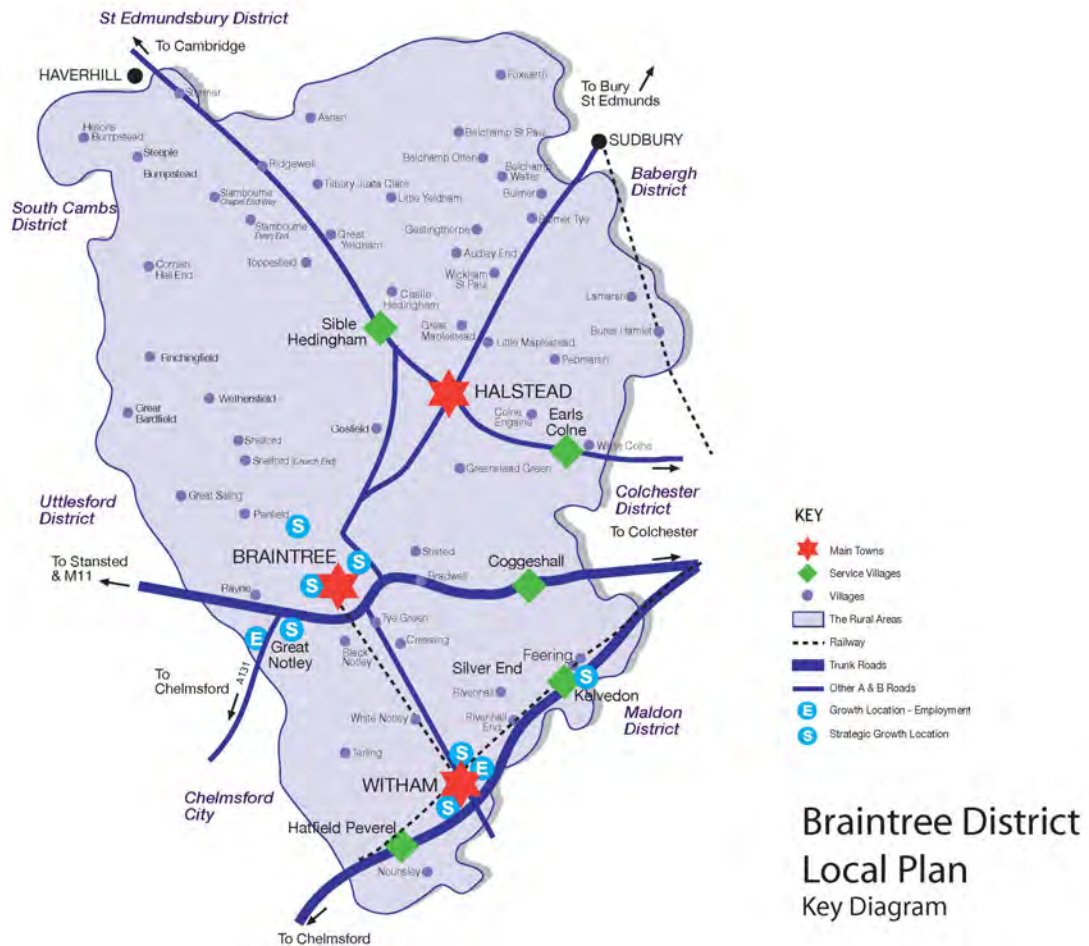 St Edmundsbury District
To Cambridge
HAVERHILL
Foxearth
To Bury
St Edmunds
Sturmer
Ashen
Helions
Bumpstead
Belchamp St Paul
SUDBURY
Steeple
Bumpstead
Belchamp Otten
Ridgewell
Belchamp
Walter
Babergh
District
Tilbury Juxta Clare
Bulmer
South Cambs
District
Stambourne
Chapel End Way
Little Yeldham
Stambourne
Dyers End
Bulmer Tye
Great
Yeldham
Gestingthorpe
Audley End
Toppesfield
Cornish
Hall End
Wickham
St Paul
Castle
Hedingham
Lamarsh
Sible
Hedingham
Great
Maplestead
Bures Hamlet
Little Maplestead
Finchingfield
Pebmarsh
HALSTEAD
Wethersfield
Great
Bardfield
Colne
Engaine
Earls
Colne
Gosfield
Shalford
White Colne
Shalford (Church End)
Greenstead Green
Uttlesford
District
Great Saling
Colchester
District
Panfield
S
To Colchester
BRAINTREE
Stisted
Coggeshall
To Stansted
& M11
S
S
Bradwell
Rayne
Tye Green
E
S
Great
Notley
Black
Notley
Cressing
Silver End
Feering
A131
To
Chelmsford
S
Kelvedon
Rivenhall
White Notley
Rivenhall
End
Maldon
District
Terling
S
E
WITHAM
S
Chelmsford
City
Hatfield Peverel
Nounsley
To Chelmsford
KEY
Main Towns
Service Villages
Villages
The Rural Areas
Railway
Trunk Roads
Other A & B Roads
E
Growth Location - Employment
S
Strategic Growth Location
Braintree District
Local Plan
Key Diagram